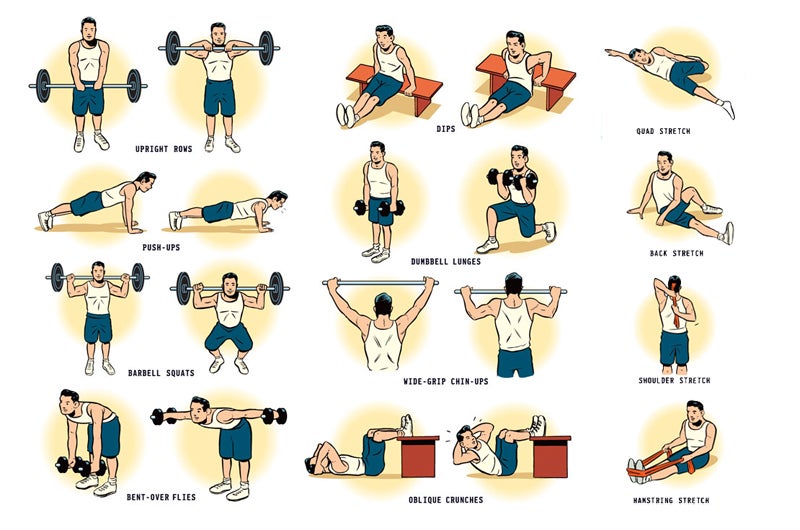 UPRIGHT ROWS
DIPS
QUAD STRETCH
PUSH-UPS
DUMBBELL LUNGES
BACK STRETCH
BARBELL SQUATS
WIDE-GRIP CHIN-UPS
SHOULDER STRETCH
BENT-OVER FLIES
OBLIQUE CRUNCHES
HAMSTRING STRETCH